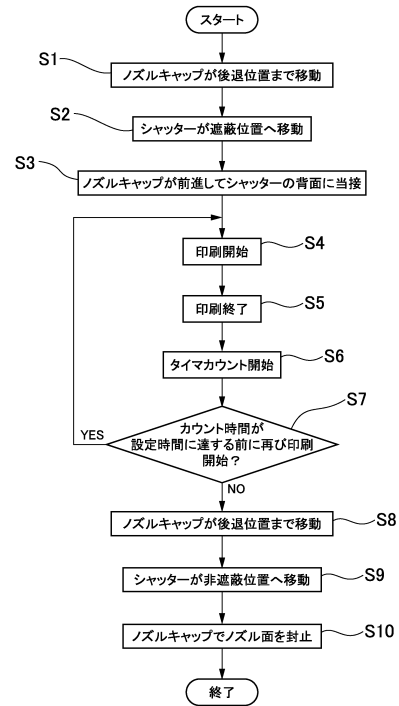 スタート
S1
ノズルキャップが後退位置まで移動
S2
シャッターが遮蔽位置へ移動
S3
ノズルキャップが前進してシャッターの背面に当接
S4
印刷開始
S5
印刷終了
S6
タイマカウント開始
S7
カウント時間が
設定時間に達する前に再び印刷
開始？
YES
NO
S8
ノズルキャップが後退位置まで移動
S9
シャッターが非遮蔽位置へ移動
S10
ノズルキャップでノズル面を封止
終了